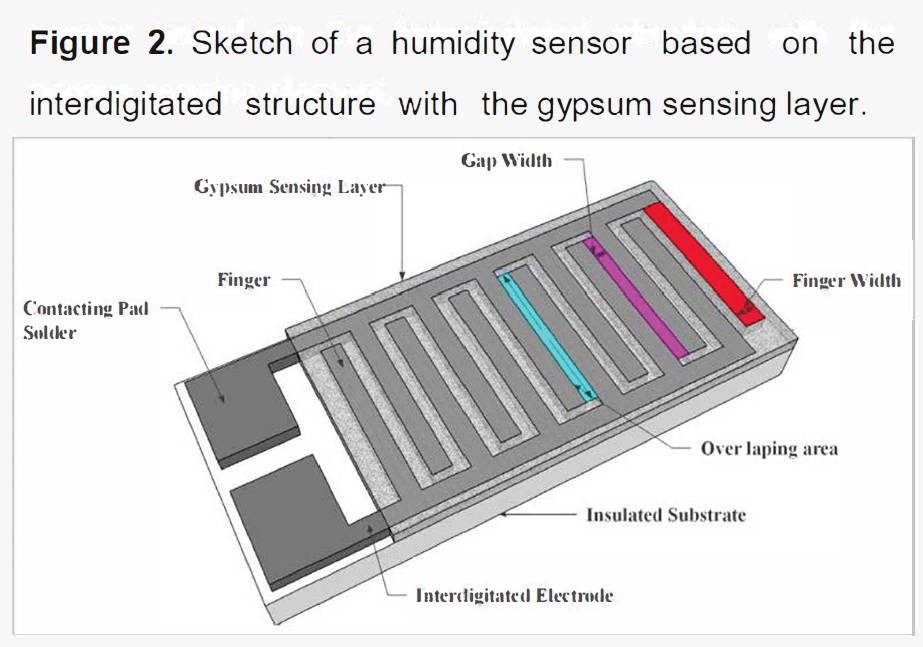 Figure 2. Sketch of a humidity sensor based on the
interdigitated structure with the gypsum sensing layer.
Gap Width
Gypsum Sensing Layer
Finger
Finger Width
Contacting Pad
Solder
Over laping area
Insulated Substrate
Interdigitated Electrode